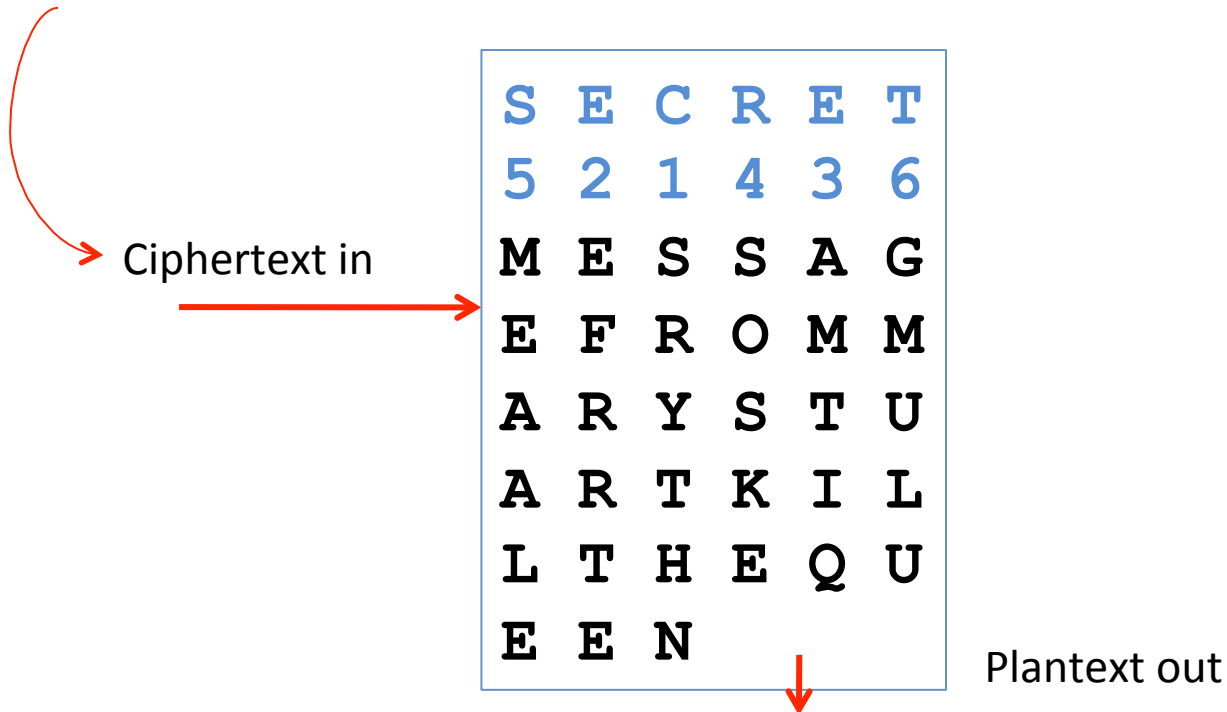 S E C R E T
5 2 1 4 3 6
Ciphertext in
M E S S A G
E F R O M M
A R Y S T U
A R T K I L
L T H E Q U
E E N
Plantext out